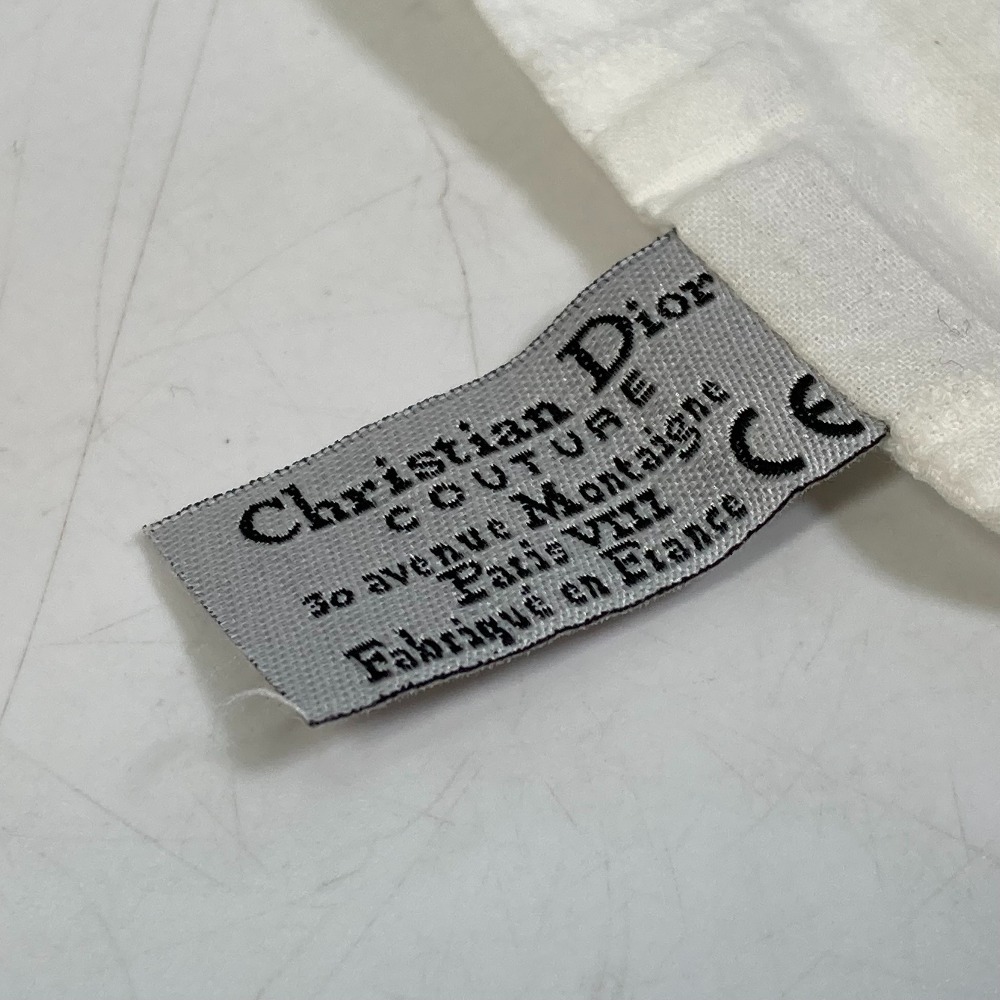 Christian Dior
COUTURE
30 avenue Montaigne
Paris VIII
Fabriqué en France
CE